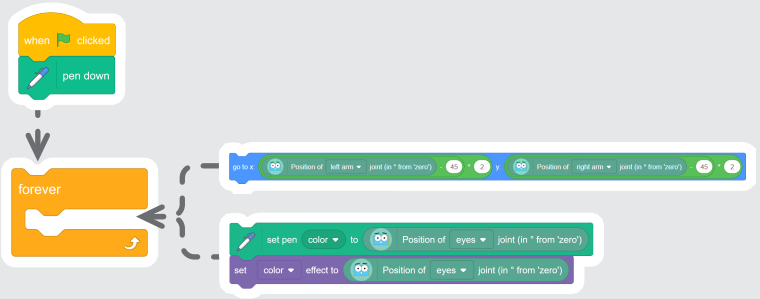 when clicked
pen down
forever
go to x: Position of left arm joint (in ° from 'zero') - 45 * 2 y: Position of right arm joint (in ° from 'zero') - 45 * 2
set pen color to Position of eyes joint (in ° from 'zero')
set color effect to Position of eyes joint (in ° from 'zero')